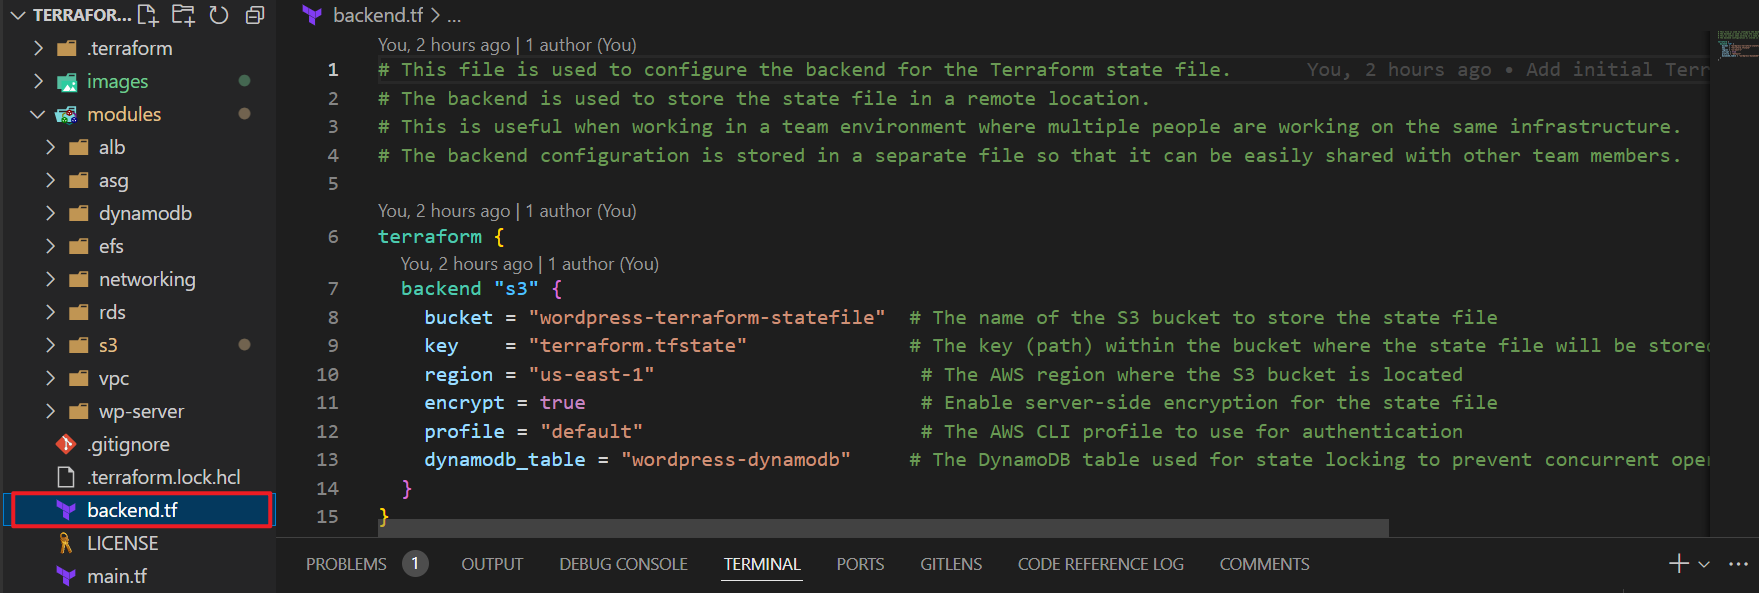 TERRAFOR...
.terraform
images
modules
alb
asg
dynamodb
efs
networking
rds
s3
vpc
wp-server
.gitignore
.terraform.lock.hcl
backend.tf
LICENSE
main.tf
backend.tf > ...
You, 2 hours ago | 1 author (You)
1 # This file is used to configure the backend for the Terraform state file. You, 2 hours ago • Add initial Terr
2 # The backend is used to store the state file in a remote location.
3 # This is useful when working in a team environment where multiple people are working on the same infrastructure.
4 # The backend configuration is stored in a separate file so that it can be easily shared with other team members.
5
You, 2 hours ago | 1 author (You)
6 terraform {
You, 2 hours ago | 1 author (You)
7 backend "s3" {
8 bucket = "wordpress-terraform-statefile" # The name of the S3 bucket to store the state file
9 key = "terraform.tfstate" # The key (path) within the bucket where the state file will be stored
10 region = "us-east-1" # The AWS region where the S3 bucket is located
11 encrypt = true # Enable server-side encryption for the state file
12 profile = "default" # The AWS CLI profile to use for authentication
13 dynamodb_table = "wordpress-dynamodb" # The DynamoDB table used for state locking to prevent concurrent oper
14 }
15 }
PROBLEMS 1 OUTPUT DEBUG CONSOLE TERMINAL PORTS GITLENS CODE REFERENCE LOG COMMENTS